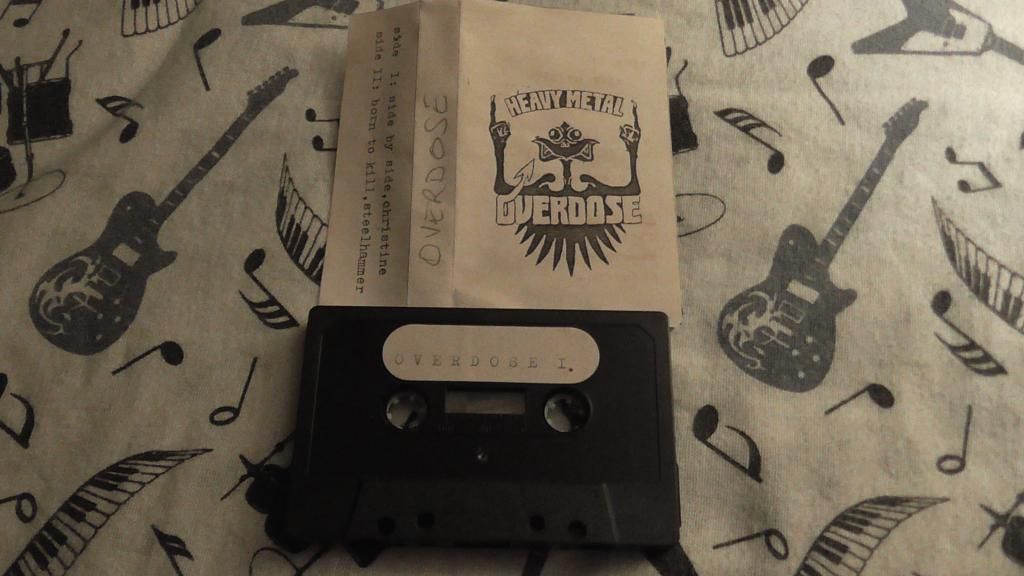 side I: side by side,christine
side II: born to kill,steelhammer
OVERDOSE
HEAVY METAL
OVERDOSE
OVERDOSE I.